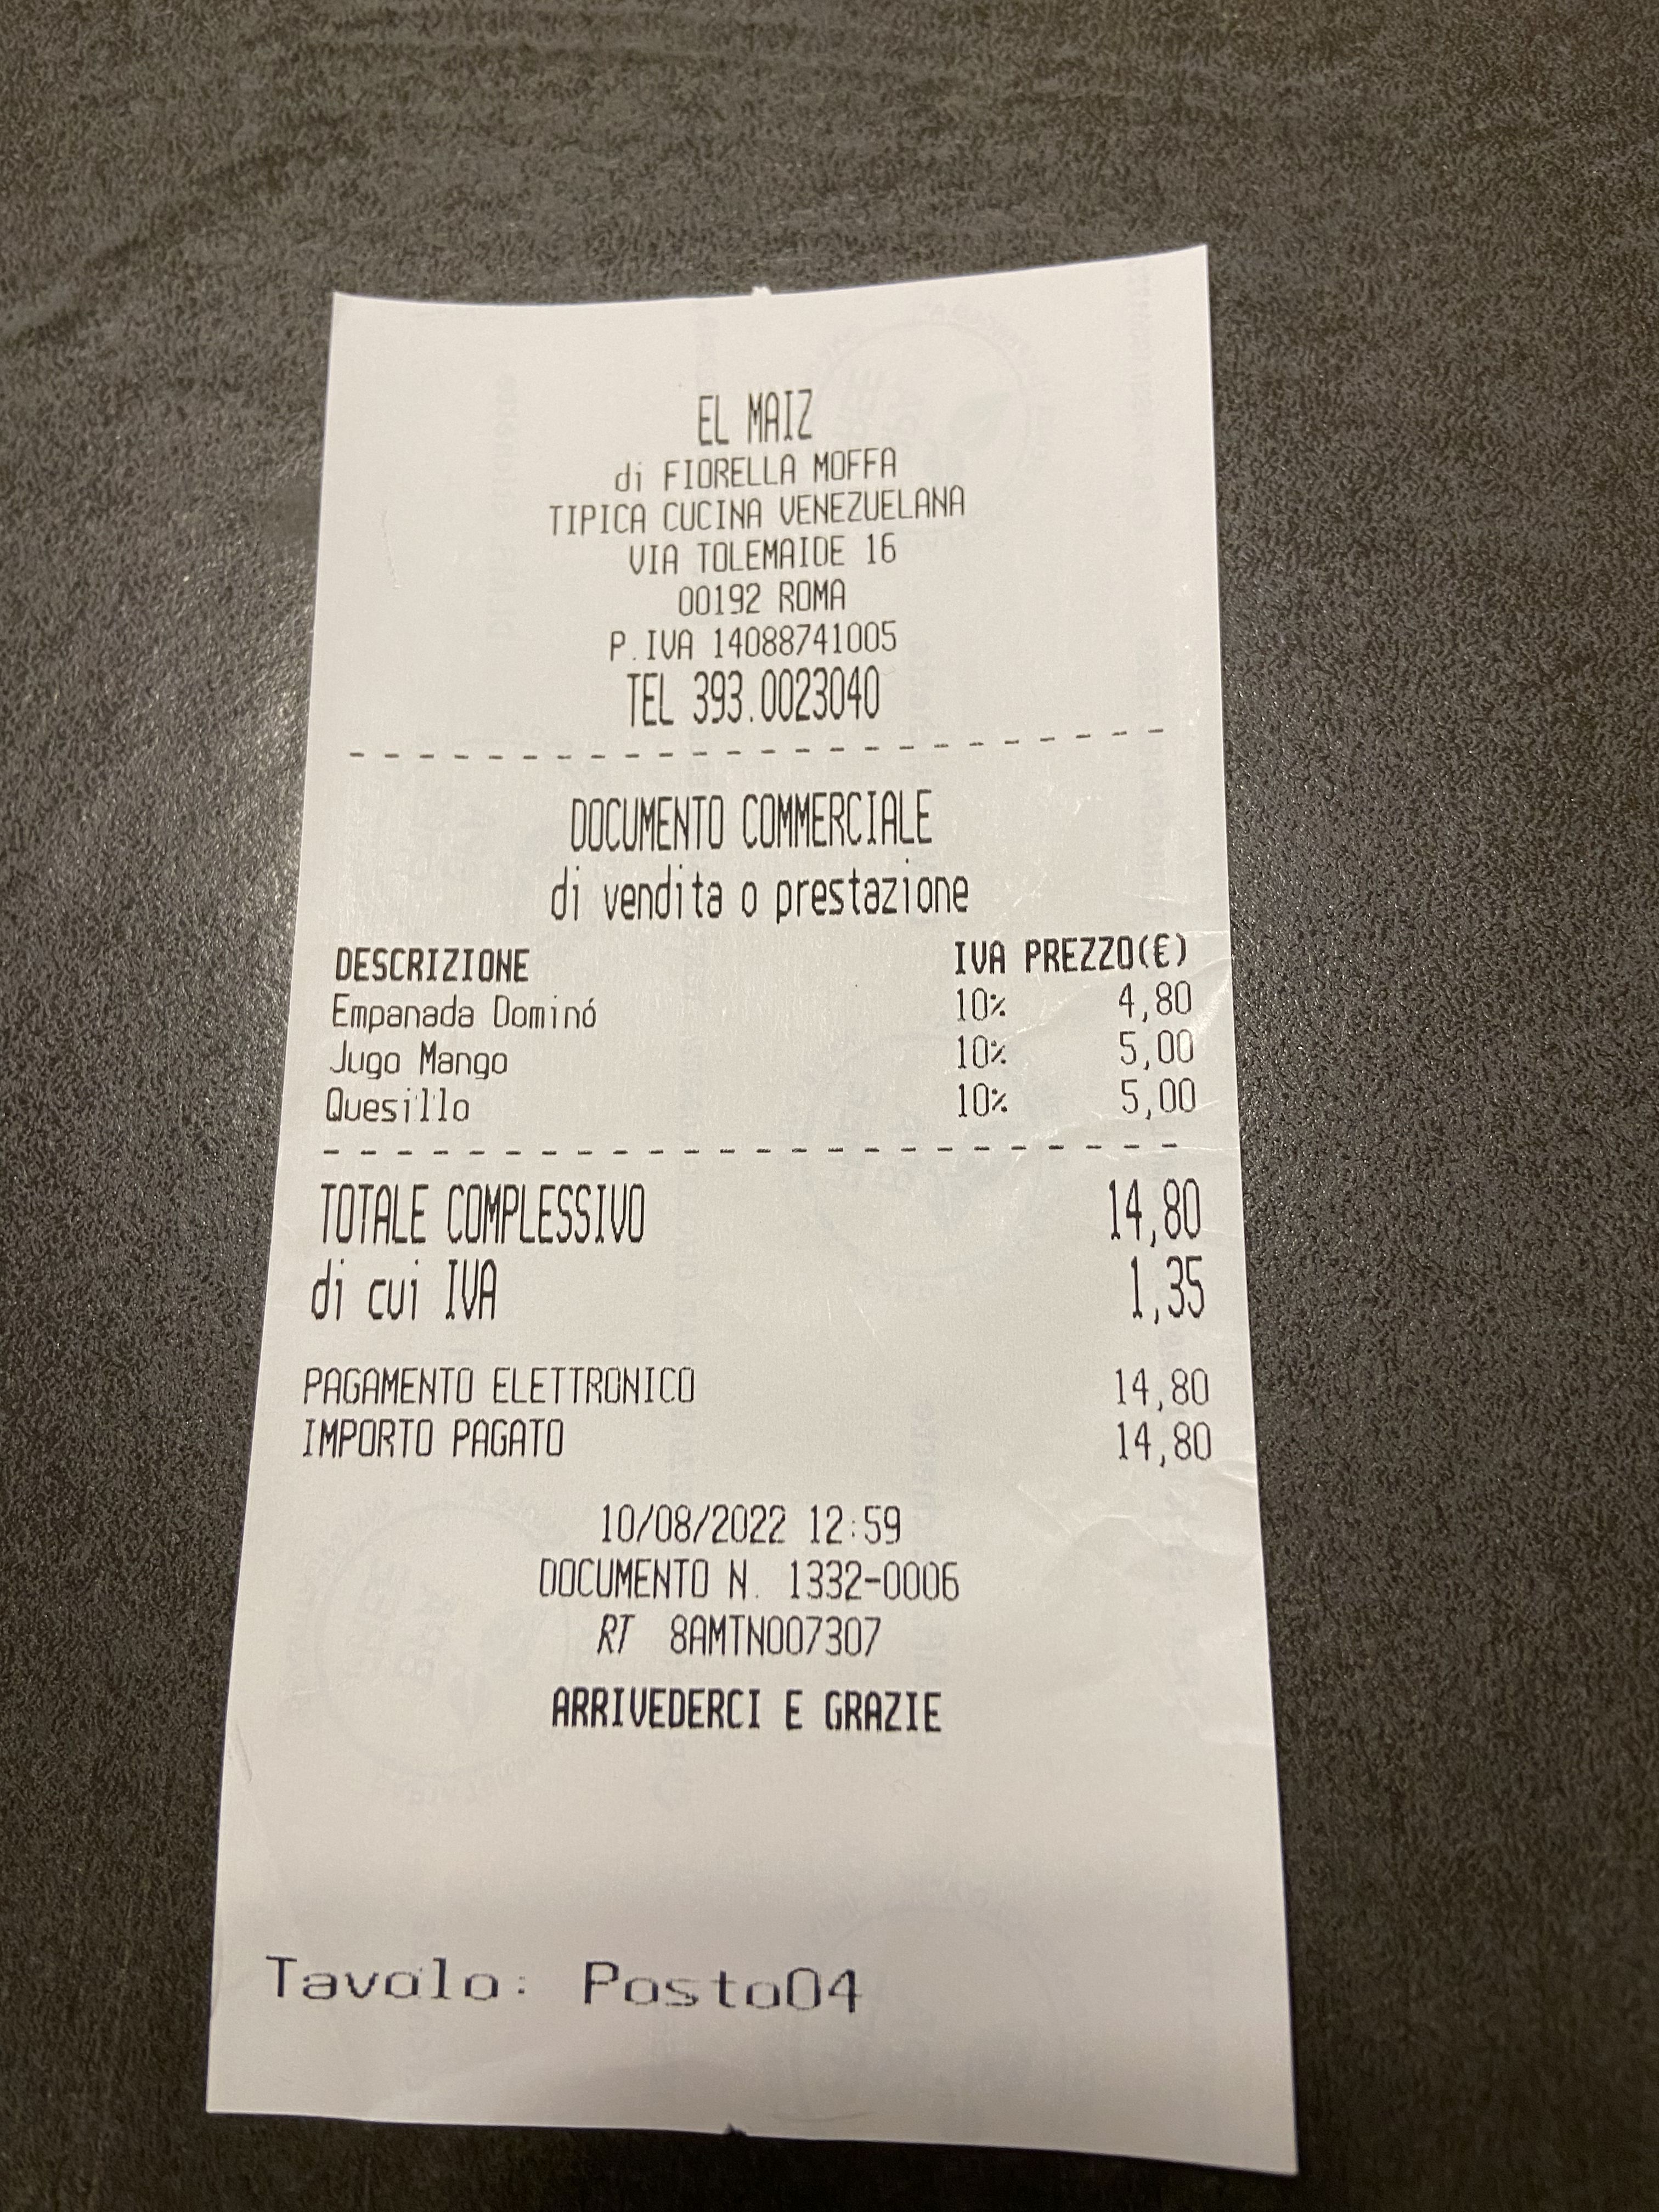 EL MAIZ
di FIORELLA MOFFA
TIPICA CUCINA VENEZUELANA
VIA TOLEMAIDE 16
00192 ROMA
P.IVA 14088741005
TEL 393.0023040
--------------------
DOCUMENTO COMMERCIALE
di vendita o prestazione
DESCRIZIONE IVA PREZZO(€)
Empanada Dominó 10% 4,80
Jugo Mango 10% 5,00
Quesillo 10% 5,00
--------------------
TOTALE COMPLESSIVO 14,80
di cui IVA 1,35
PAGAMENTO ELETTRONICO 14,80
IMPORTO PAGATO 14,80
10/08/2022 12:59
DOCUMENTO N. 1332-0006
RT 8AMTN007307
ARRIVEDERCI E GRAZIE
Tavolo: Posto04